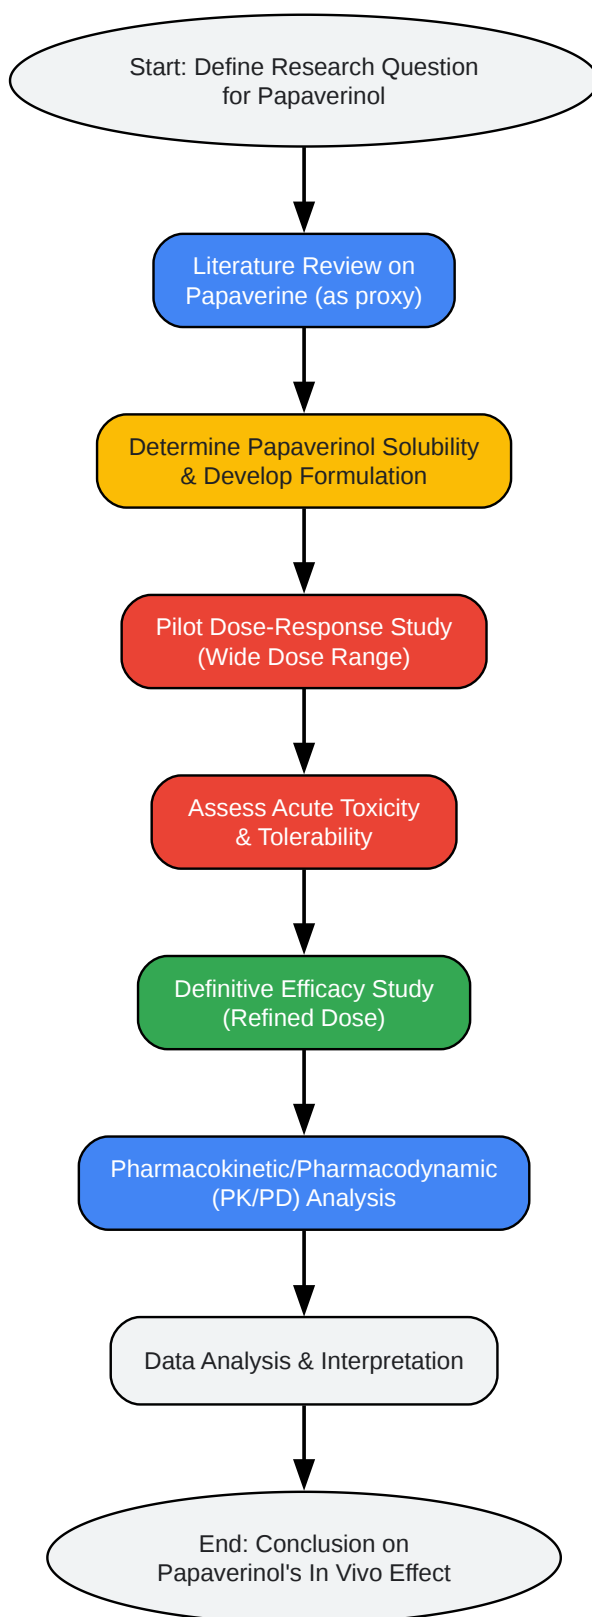 Start: Define Research Question
for Papaverinol
Literature Review on
Papaverine (as proxy)
Determine Papaverinol Solubility
& Develop Formulation
Pilot Dose-Response Study
(Wide Dose Range)
Assess Acute Toxicity
& Tolerability
Definitive Efficacy Study
(Refined Dose)
Pharmacokinetic/Pharmacodynamic
(PK/PD) Analysis
Data Analysis & Interpretation
End: Conclusion on
Papaverinol's In Vivo Effect